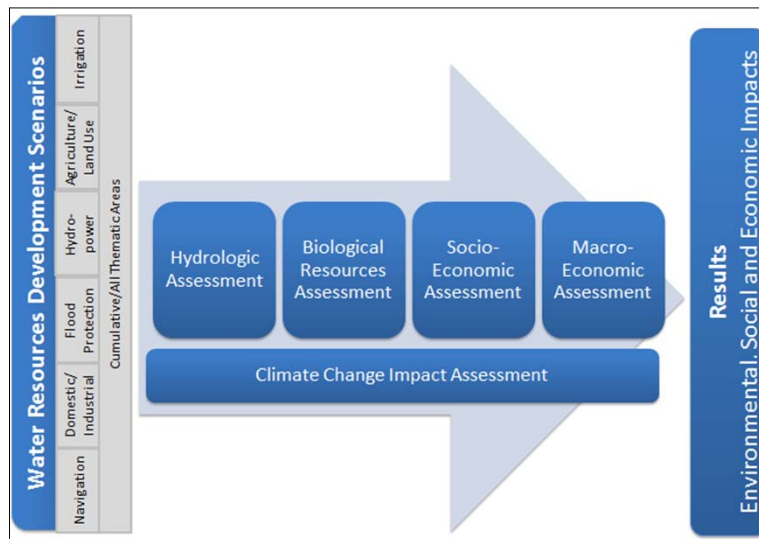 Water Resources Development Scenarios
Irrigation
Agriculture/
Land Use
Hydro-
power
Flood
Protection
Domestic/
Industrial
Navigation
Cumulative/All Thematic Areas
Hydrologic
Assessment
Biological
Resources
Assessment
Socio-
Economic
Assessment
Macro-
Economic
Assessment
Climate Change Impact Assessment
Results
Environmental. Social and Economic Impacts